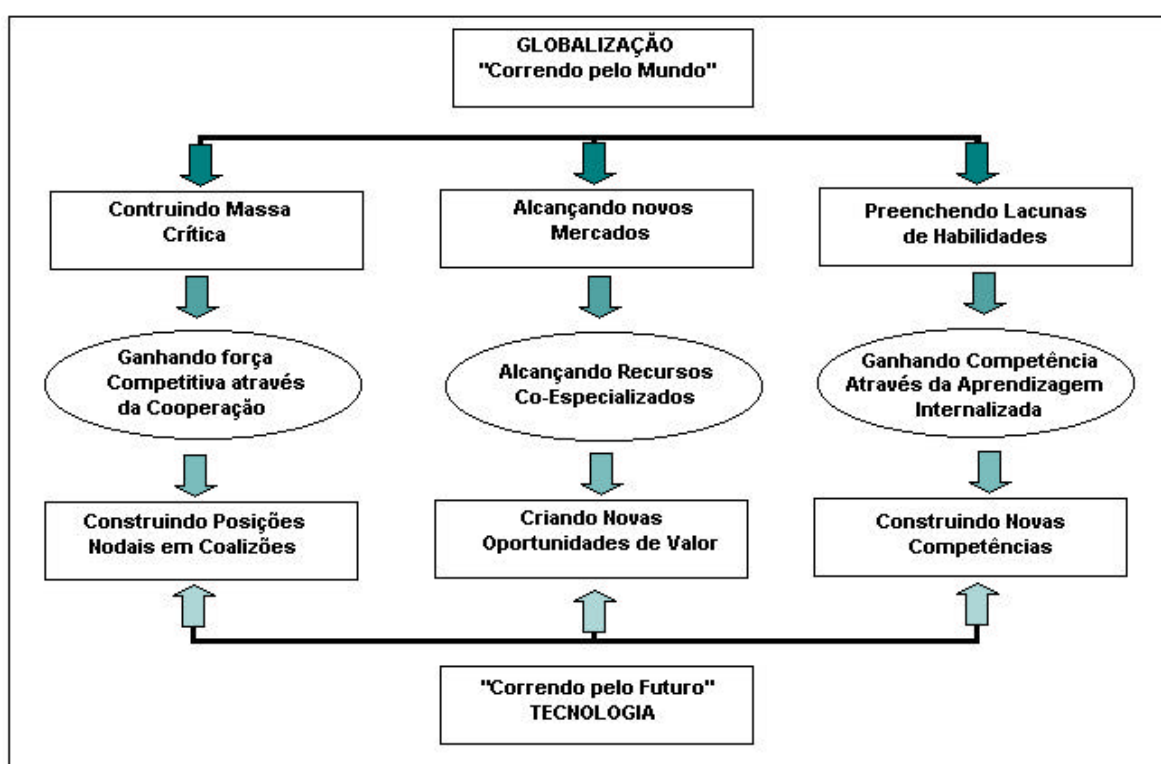 GLOBALIZAÇÃO
"Correndo pelo Mundo"
Contruindo Massa
Crítica
Alcançando novos
Mercados
Preenchendo Lacunas
de Habilidades
Ganhando força
Competitiva através
da Cooperação
Alcançando Recursos
Co-Especializados
Ganhando Competência
Através da Aprendizagem
Internalizada
Construindo Posições
Nodais em Coalizões
Criando Novas
Oportunidades de Valor
Construindo Novas
Competências
"Correndo pelo Futuro"
TECNOLOGIA